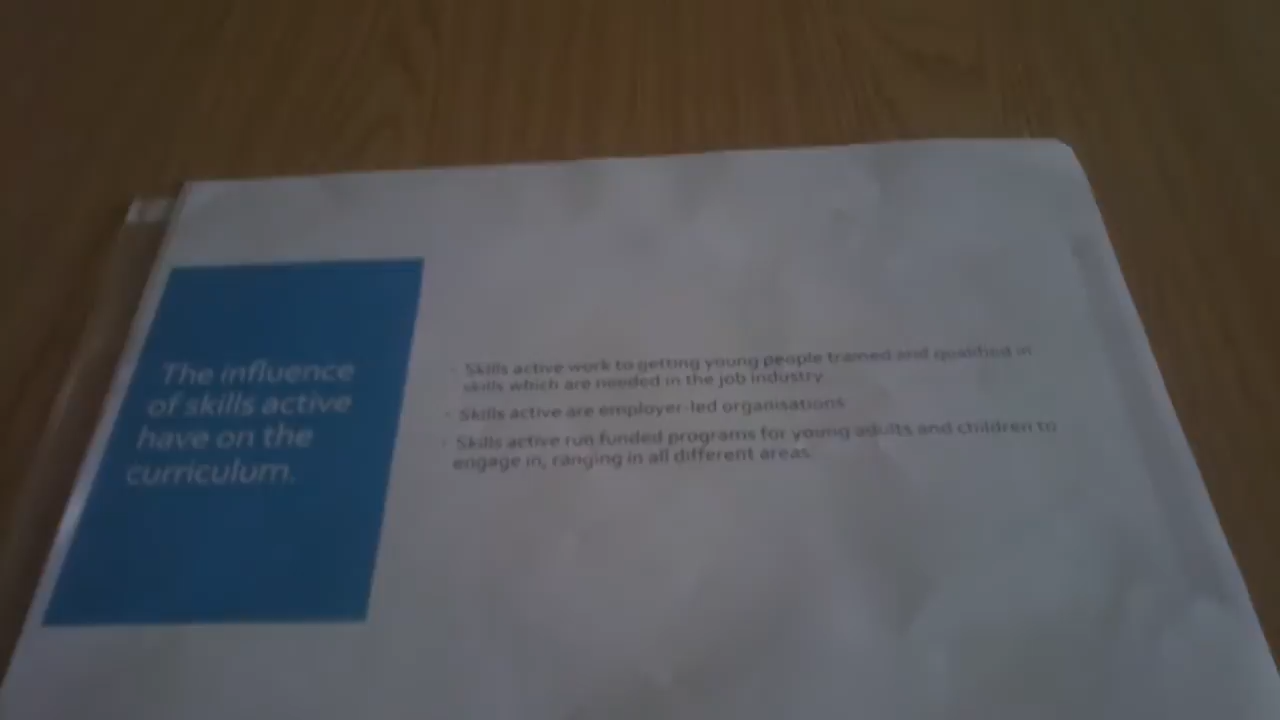 The influence
of skills active
have on the
curriculum.
Skills active work to getting young people trained and qualified in
skills which are needed in the job industry
Skills active are employer-led organisations
Skills active run funded programs for young adults and children to
engage in, ranging in all different areas.